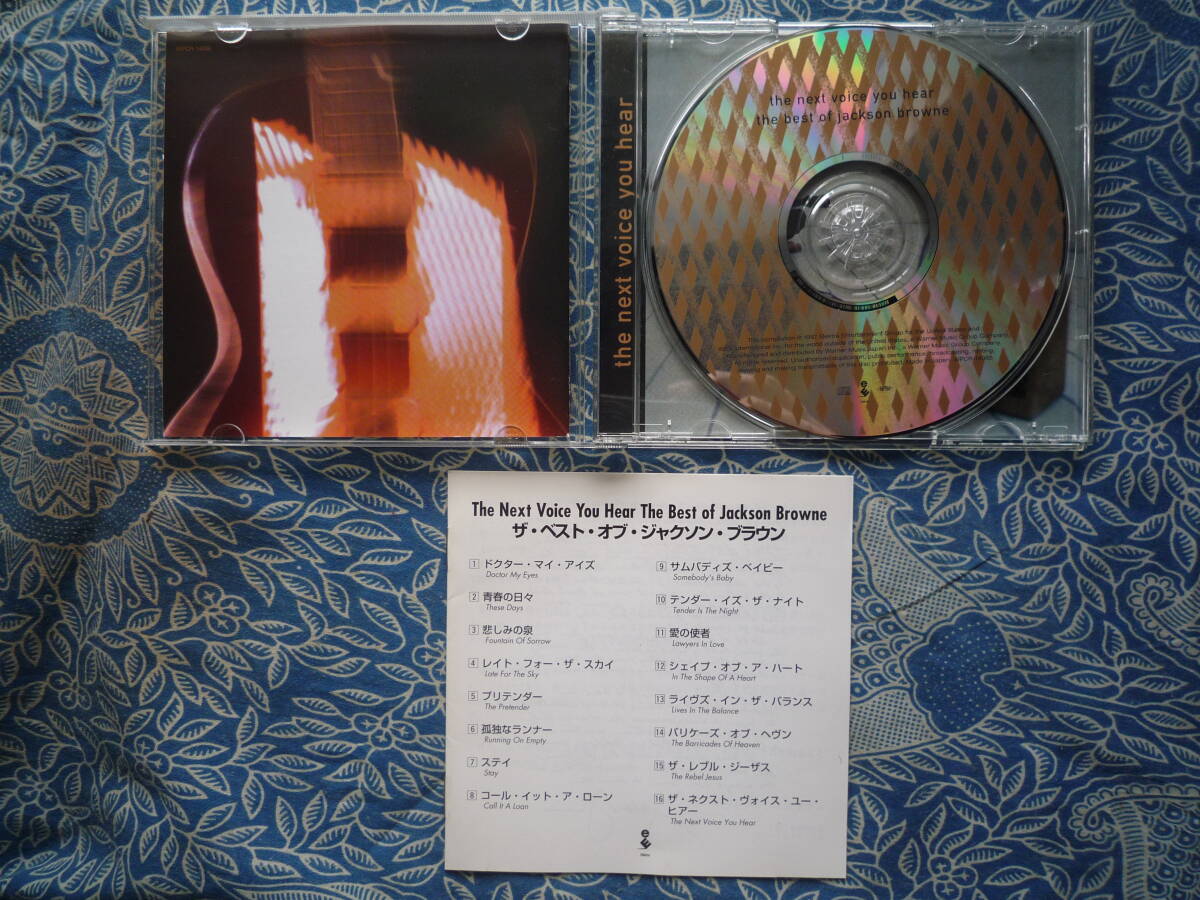 the next voice you hear
the next voice you hear
the best of jackson browne
The Next Voice You Hear The Best of Jackson Browne
ザ・ベスト・オブ・ジャクソン・ブラウン
1 ドクター・マイ・アイズ
Doctor My Eyes
2 青春の日々
These Days
3 悲しみの泉
Fountain Of Sorrow
4 レイト・フォー・ザ・スカイ
Late For The Sky
5 プリテンダー
The Pretender
6 孤独なランナー
Running On Empty
7 ステイ
Stay
8 コール・イット・ア・ローン
Call It A Loan
9 サムバディズ・ベイビー
Somebody's Baby
10 テンダー・イズ・ザ・ナイト
Tender Is The Night
11 愛の使者
Lawyers In Love
12 シェイプ・オブ・ア・ハート
In The Shape Of A Heart
13 ライヴズ・イン・ザ・バランス
Lives In The Balance
14 バリケーズ・オブ・ヘヴン
The Barricades Of Heaven
15 ザ・レブル・ジーザス
The Rebel Jesus
16 ザ・ネクスト・ヴォイス・ユー・
ヒアー
The Next Voice You Hear